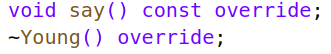 void say() const override;
~Young() override;